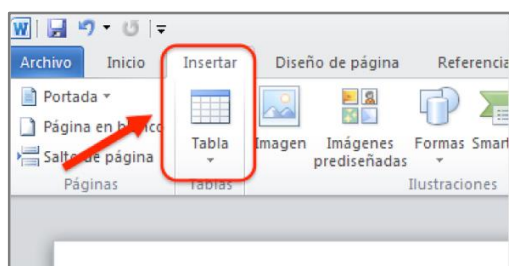 W
Archivo Inicio Insertar Diseño de página Referencia
Portada
Página en blanco
Salto de página
Tabla
Imagen
Imágenes
prediseñadas
Formas
Smart
Páginas Tablas Ilustraciones